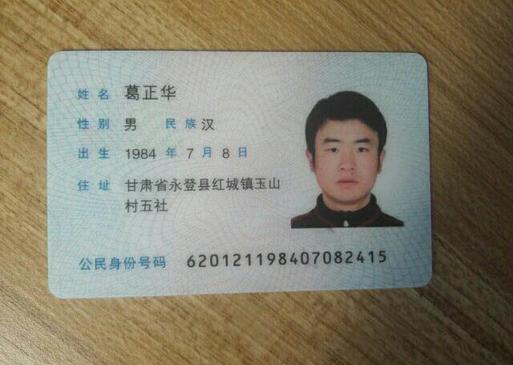 姓名 葛正华
性别 男 民族 汉
出生 1984 年 7 月 8 日
住址 甘肃省永登县红城镇玉山
村五社
公民身份号码 620121198407082415